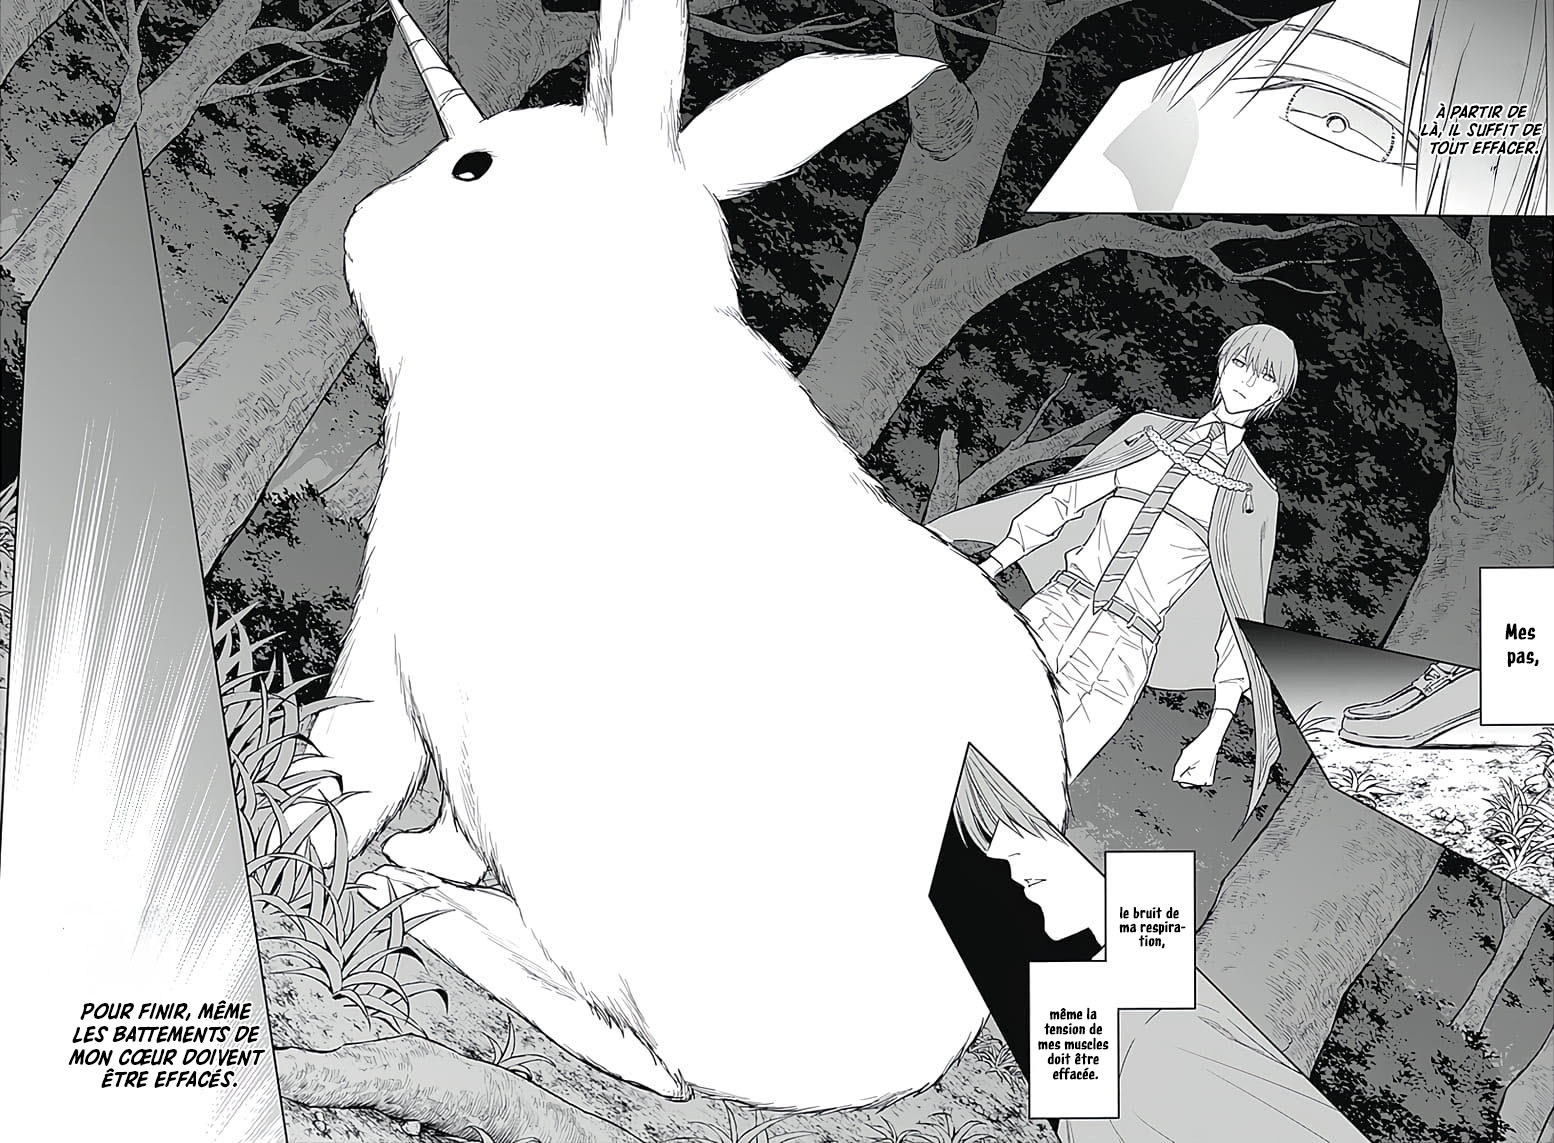 À PARTIR DE
LÀ, IL SUFFIT DE
TOUT EFFACER.
Mes
pas,
le bruit de
ma respira-
tion,
même la
tension de
mes muscles
doit être
effacée.
POUR FINIR, MÊME
LES BATTEMENTS DE
MON CŒUR DOIVENT
ÊTRE EFFACÉS.